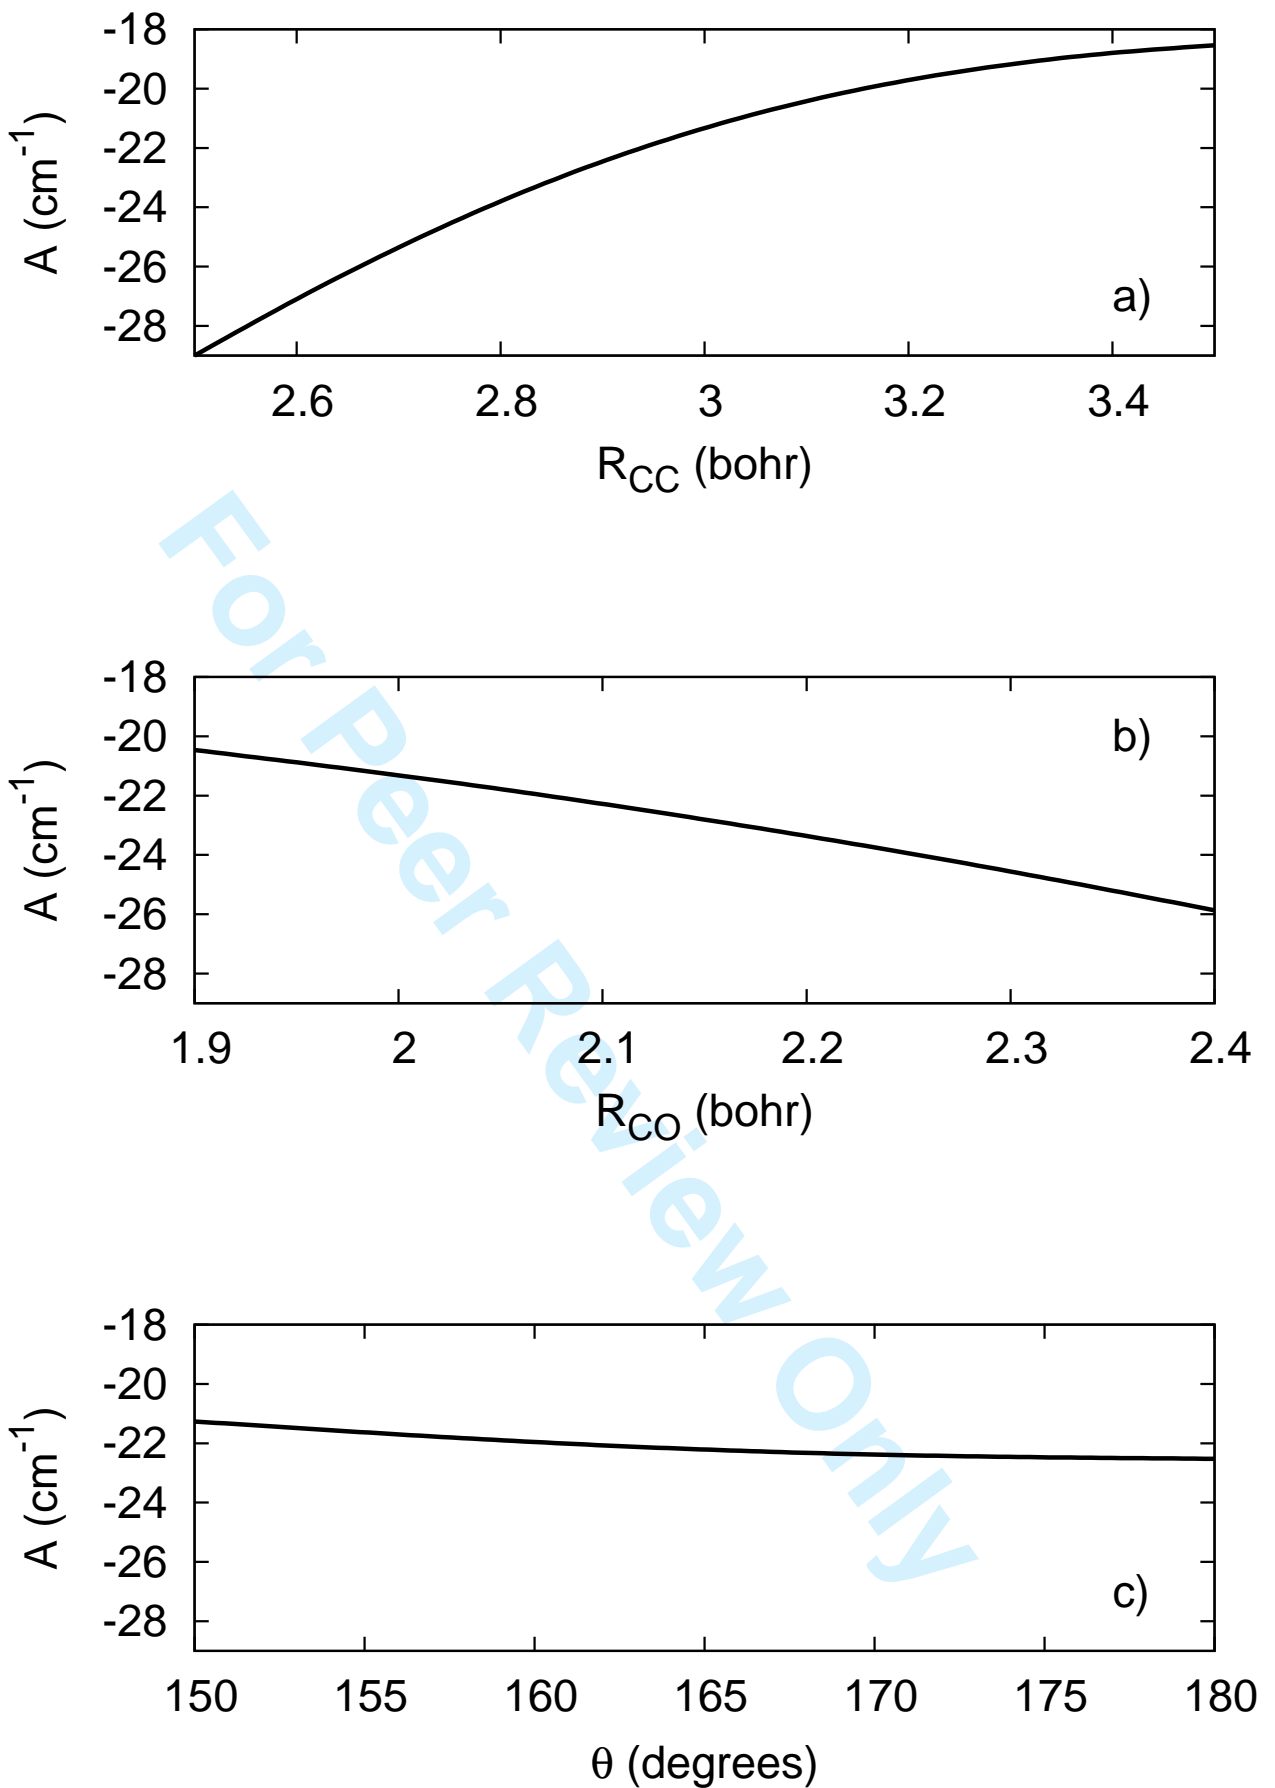 -18
-20
-22
-24
-26
-28
A (cm-1)
a)
2.6 2.8 3 3.2 3.4
RCC (bohr)
For Peer Review Only
-18
-20
-22
-24
-26
-28
A (cm-1)
b)
1.9 2 2.1 2.2 2.3 2.4
RCO (bohr)
-18
-20
-22
-24
-26
-28
A (cm-1)
c)
150 155 160 165 170 175 180
θ (degrees)